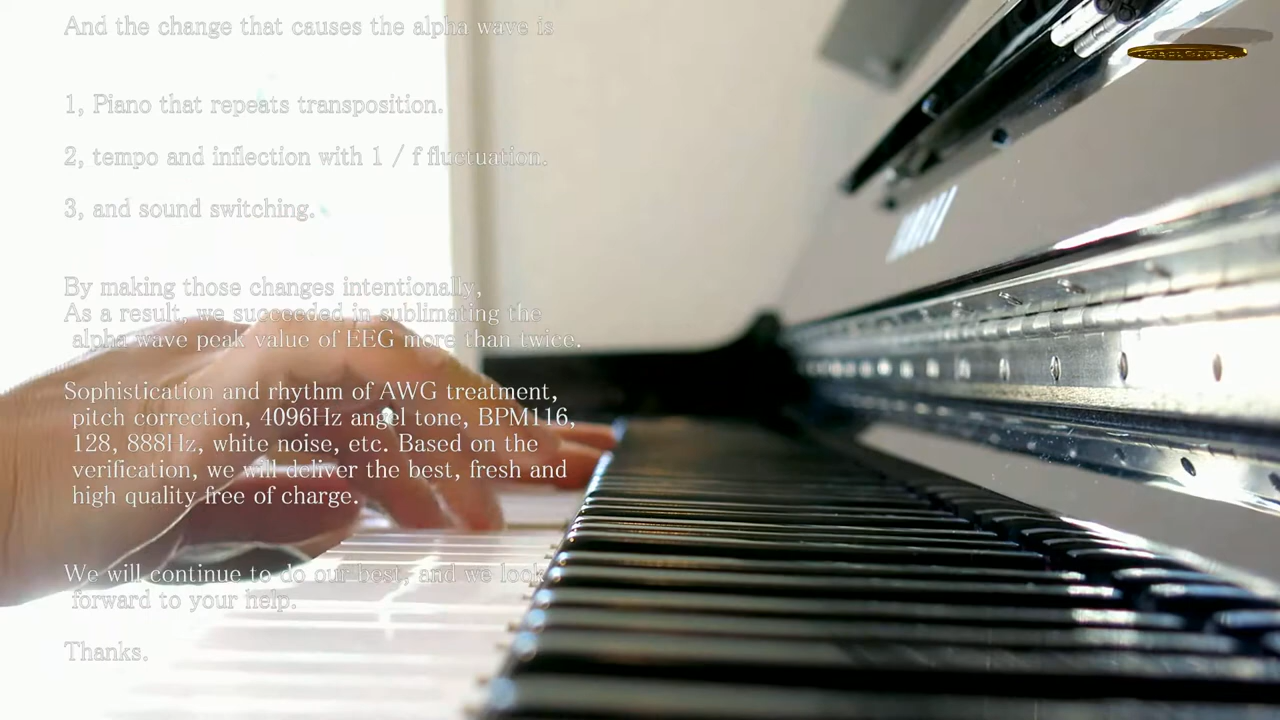 And the change that causes the alpha wave is
1, Piano that repeats transposition.
2, tempo and inflection with 1 / f fluctuation.
3, and sound switching.
By making those changes intentionally,
As a result, we succeeded in sublimating the
alpha wave peak value of EEG more than twice.
Sophistication and rhythm of AWG treatment,
pitch correction, 4096Hz angel tone, BPM116,
128, 888Hz, white noise, etc. Based on the
verification, we will deliver the best, fresh and
high quality free of charge.
We will continue to do our best, and we look
forward to your help.
Thanks.